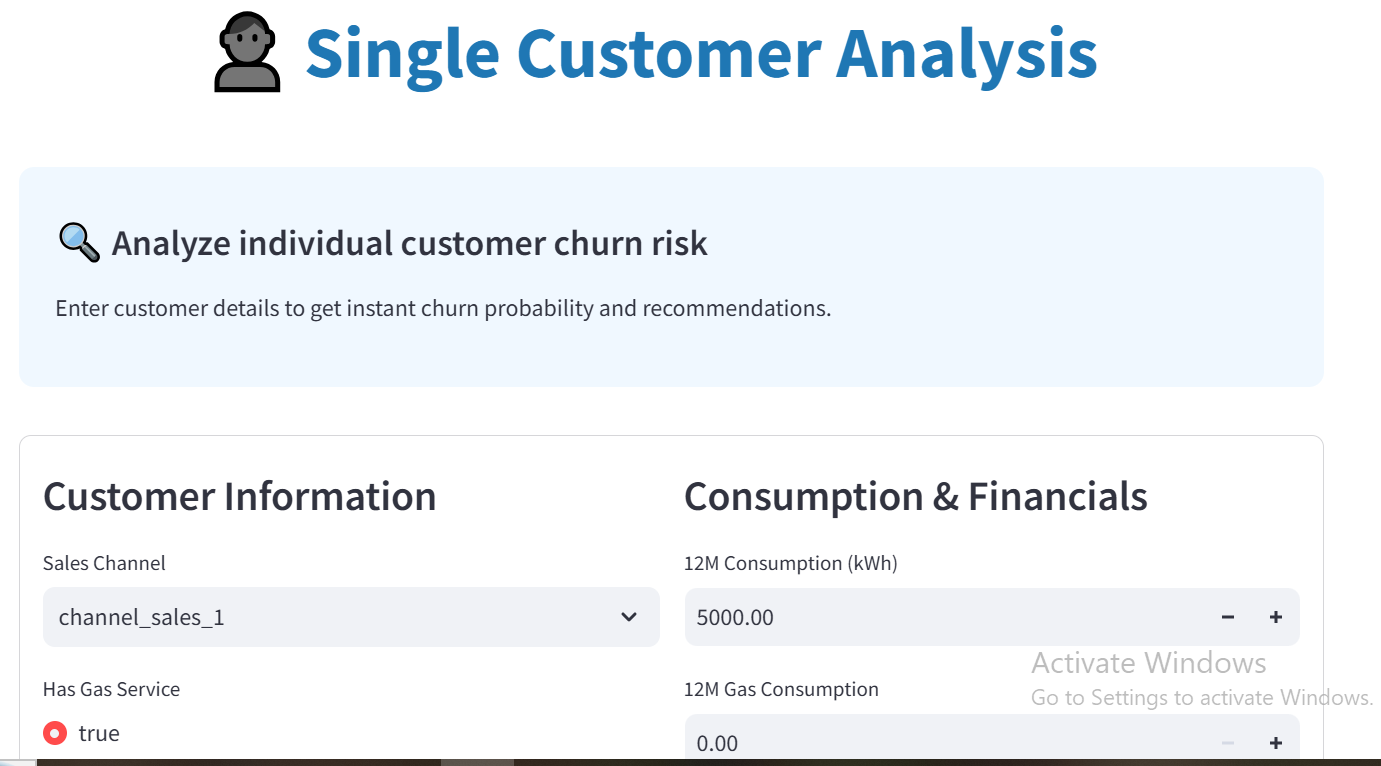 Single Customer Analysis
Analyze individual customer churn risk
Enter customer details to get instant churn probability and recommendations.
Customer Information
Sales Channel
channel_sales_1
Has Gas Service
true
Consumption & Financials
12M Consumption (kWh)
5000.00
12M Gas Consumption
0.00
Activate Windows
Go to Settings to activate Windows.